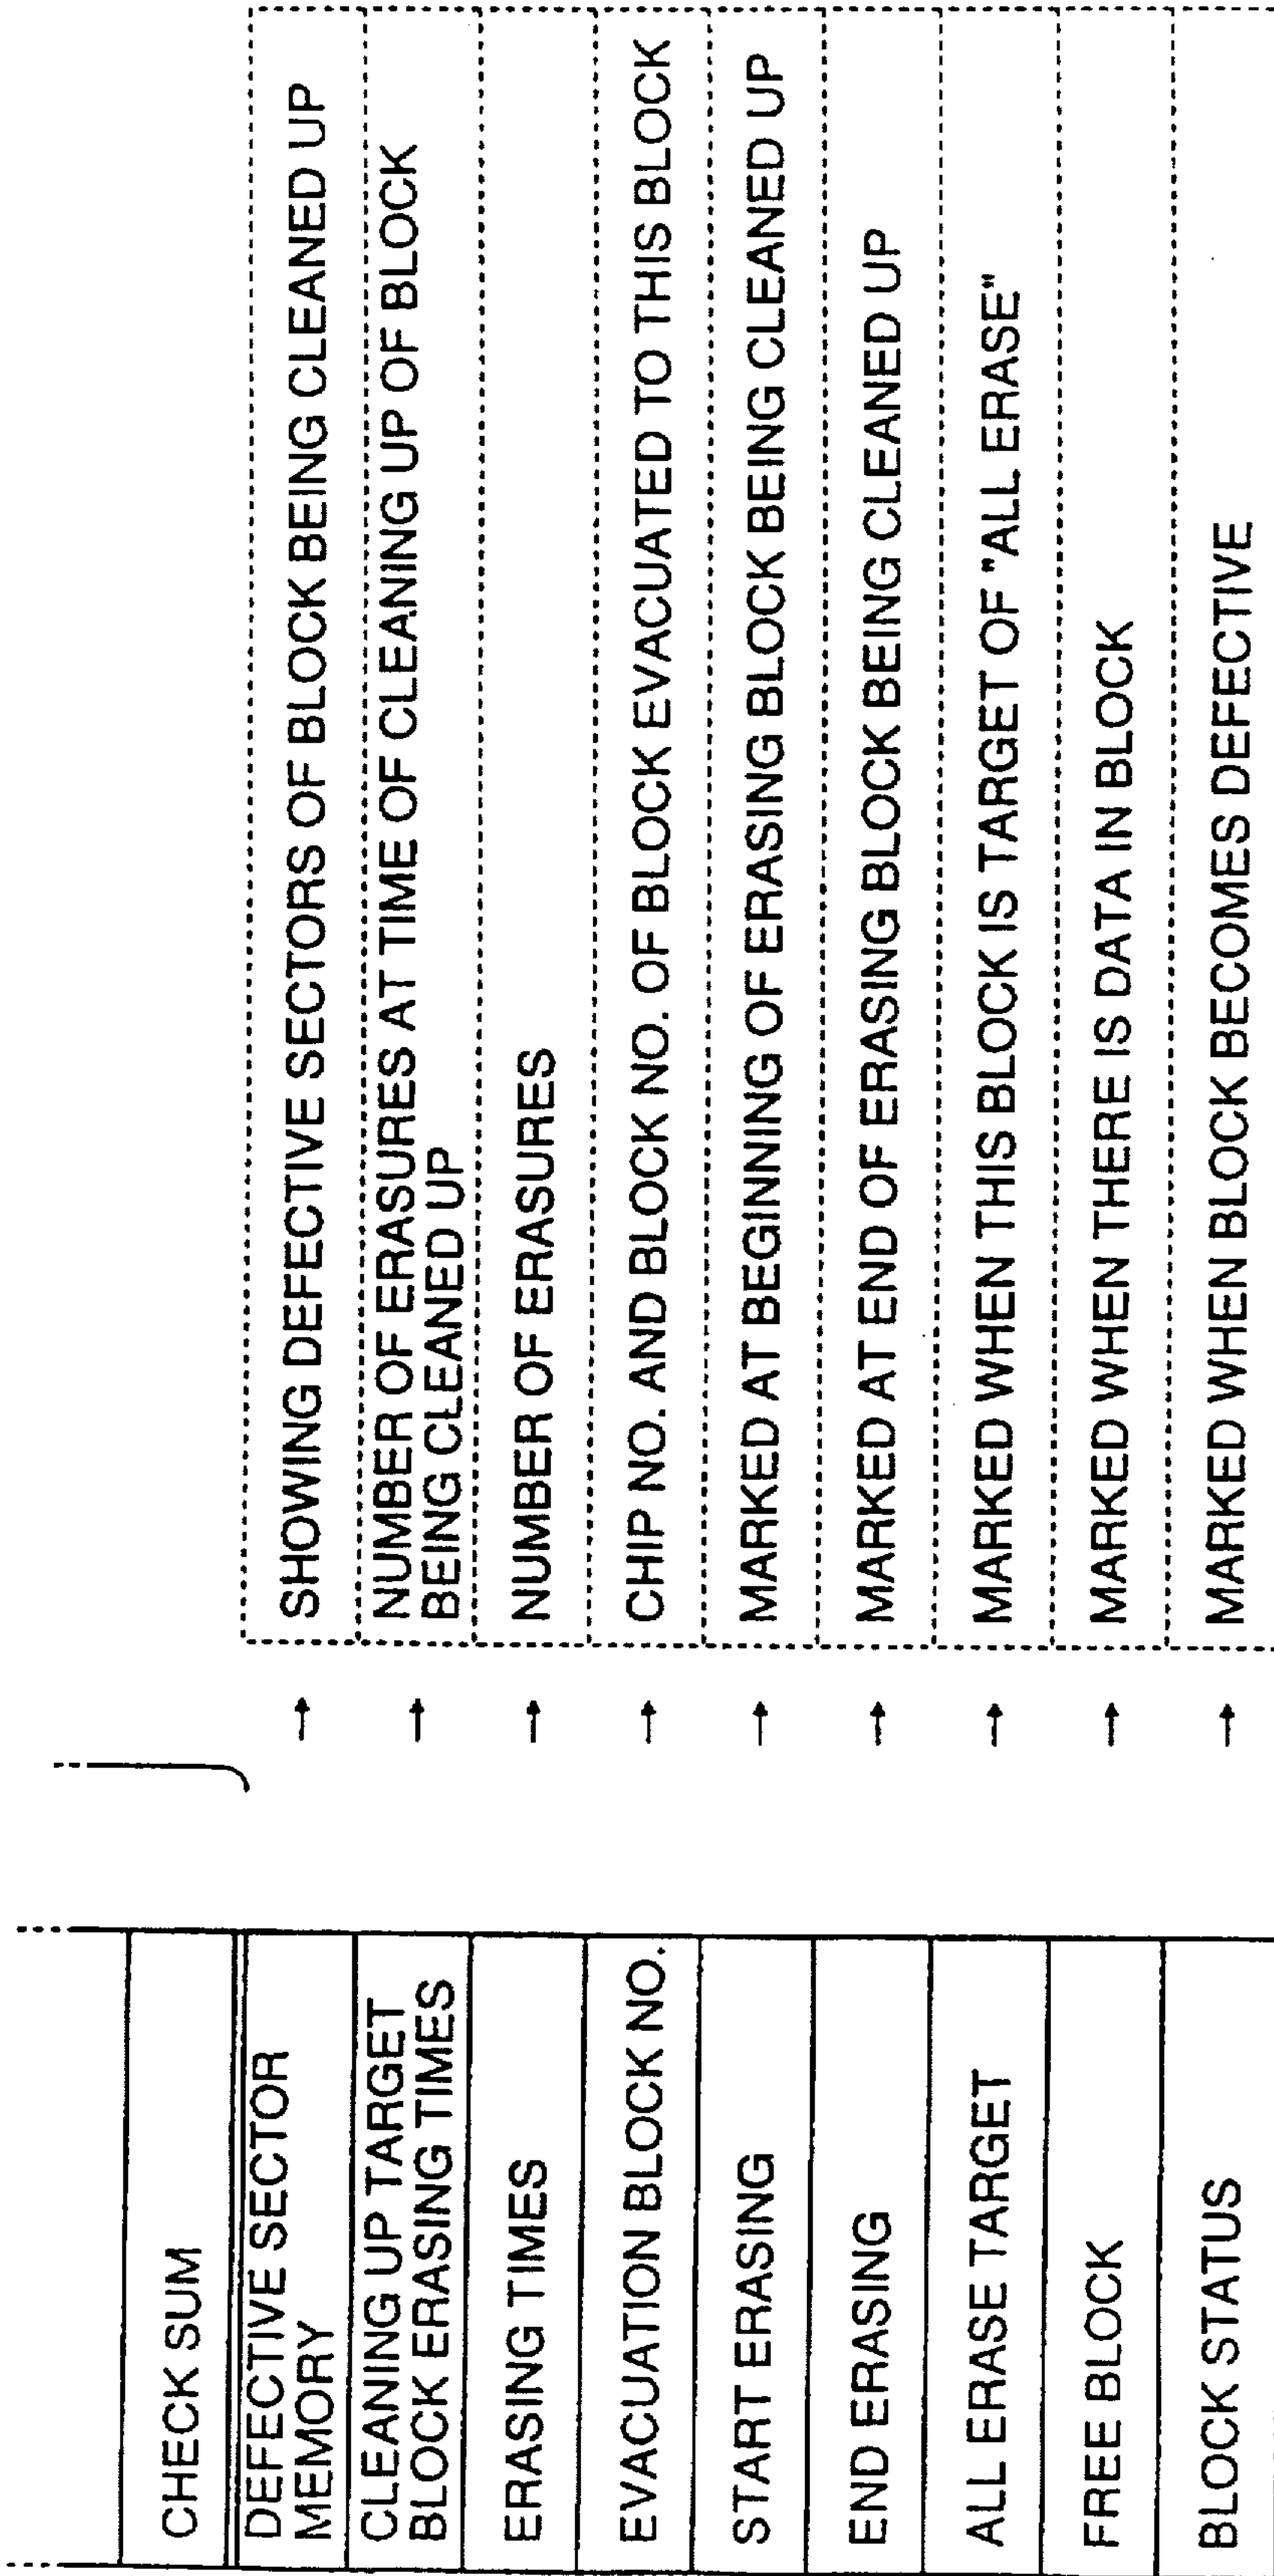 CHECK SUM
DEFECTIVE SECTOR
MEMORY
→ SHOWING DEFECTIVE SECTORS OF BLOCK BEING CLEANED UP
CLEANING UP TARGET
BLOCK ERASING TIMES
→ NUMBER OF ERASURES AT TIME OF CLEANING UP OF BLOCK
BEING CLEANED UP
ERASING TIMES
→ NUMBER OF ERASURES
EVACUATION BLOCK NO.
→ CHIP NO. AND BLOCK NO. OF BLOCK EVACUATED TO THIS BLOCK
START ERASING
→ MARKED AT BEGINNING OF ERASING BLOCK BEING CLEANED UP
END ERASING
→ MARKED AT END OF ERASING BLOCK BEING CLEANED UP
ALL ERASE TARGET
→ MARKED WHEN THIS BLOCK IS TARGET OF "ALL ERASE"
FREE BLOCK
→ MARKED WHEN THERE IS DATA IN BLOCK
BLOCK STATUS
→ MARKED WHEN BLOCK BECOMES DEFECTIVE